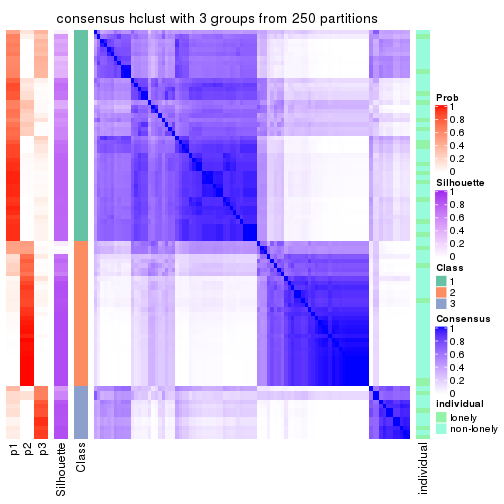 consensus hclust with 3 groups from 250 partitions
Prob
1
0.8
0.6
0.4
0.2
0
Silhouette
1
0.8
0.6
0.4
0.2
0
Class
1
2
3
Consensus
1
0.8
0.6
0.4
0.2
0
individual
lonely
non-lonely
p1
p2
p3
Silhouette
Class
individual